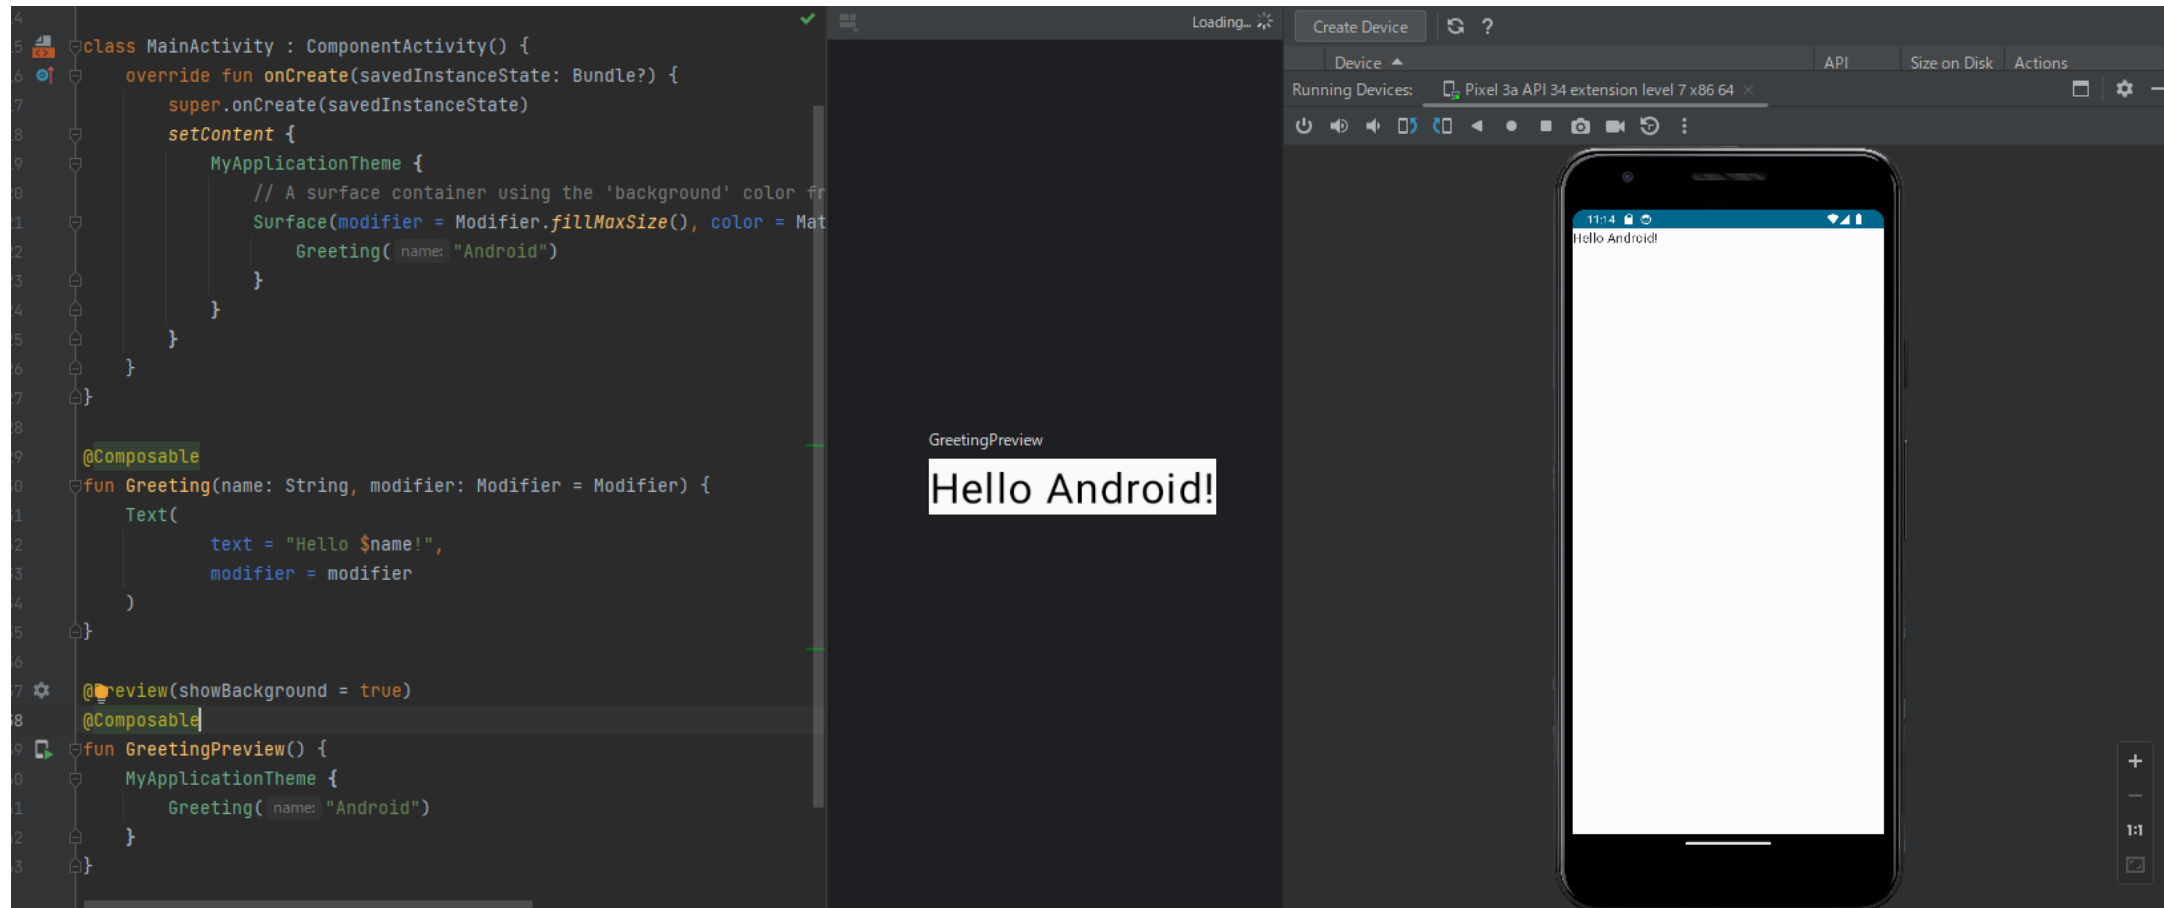 class MainActivity : ComponentActivity() {
override fun onCreate(savedInstanceState: Bundle?) {
super.onCreate(savedInstanceState)
setContent {
MyApplicationTheme {
// A surface container using the 'background' color fr
Surface(modifier = Modifier.fillMaxSize(), color = Mat
Greeting( name: "Android")
}
}
}
}
}
@Composable
fun Greeting(name: String, modifier: Modifier = Modifier) {
Text(
text = "Hello $name!",
modifier = modifier
)
}
@Preview(showBackground = true)
@Composable
fun GreetingPreview() {
MyApplicationTheme {
Greeting( name: "Android")
}
}
Loading...
GreetingPreview
Hello Android!
Create Device
?
Device
API
Size on Disk
Actions
Running Devices:
Pixel 3a API 34 extension level 7 x86 64
11:14
Hello Android!
1:1